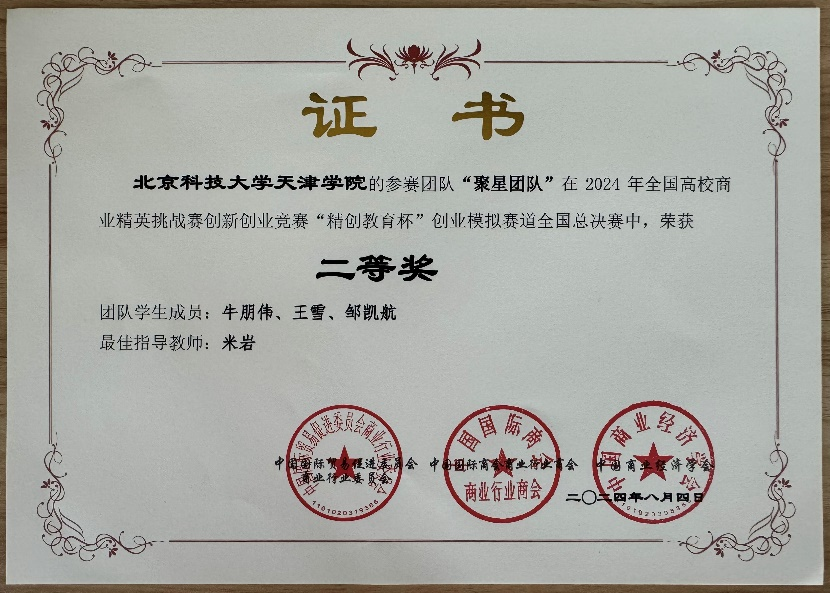 证 书
北京科技大学天津学院的参赛团队“聚星团队”在 2024 年全国高校商
业精英挑战赛创新创业竞赛“精创教育杯”创业模拟赛道全国总决赛中，荣获
二等奖
团队学生成员：牛朋伟、王雪、邹凯航
最佳指导教师：米岩
中国国际贸易促进委员会 中国国际商会商业行业商会 中国商业经济学会
商业行业委员会
商业行业商会
二〇二四年八月四日